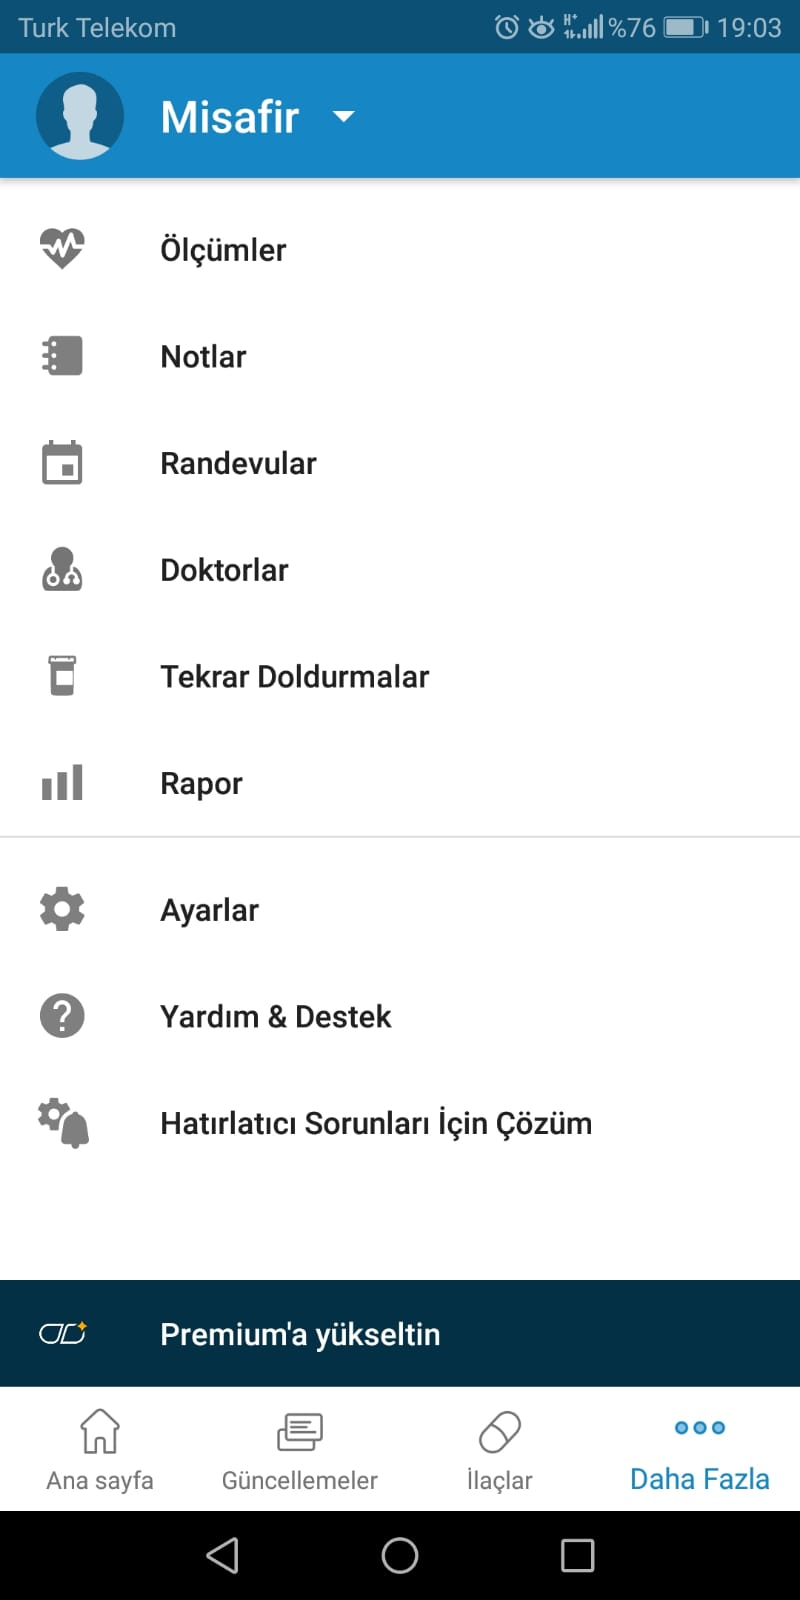 Turk Telekom H+ %76 19:03
Misafir
Ölçümler
Notlar
Randevular
Doktorlar
Tekrar Doldurmalar
Rapor
Ayarlar
Yardım & Destek
Hatırlatıcı Sorunları İçin Çözüm
Premium'a yükseltin
Ana sayfa Güncellemeler İlaçlar Daha Fazla